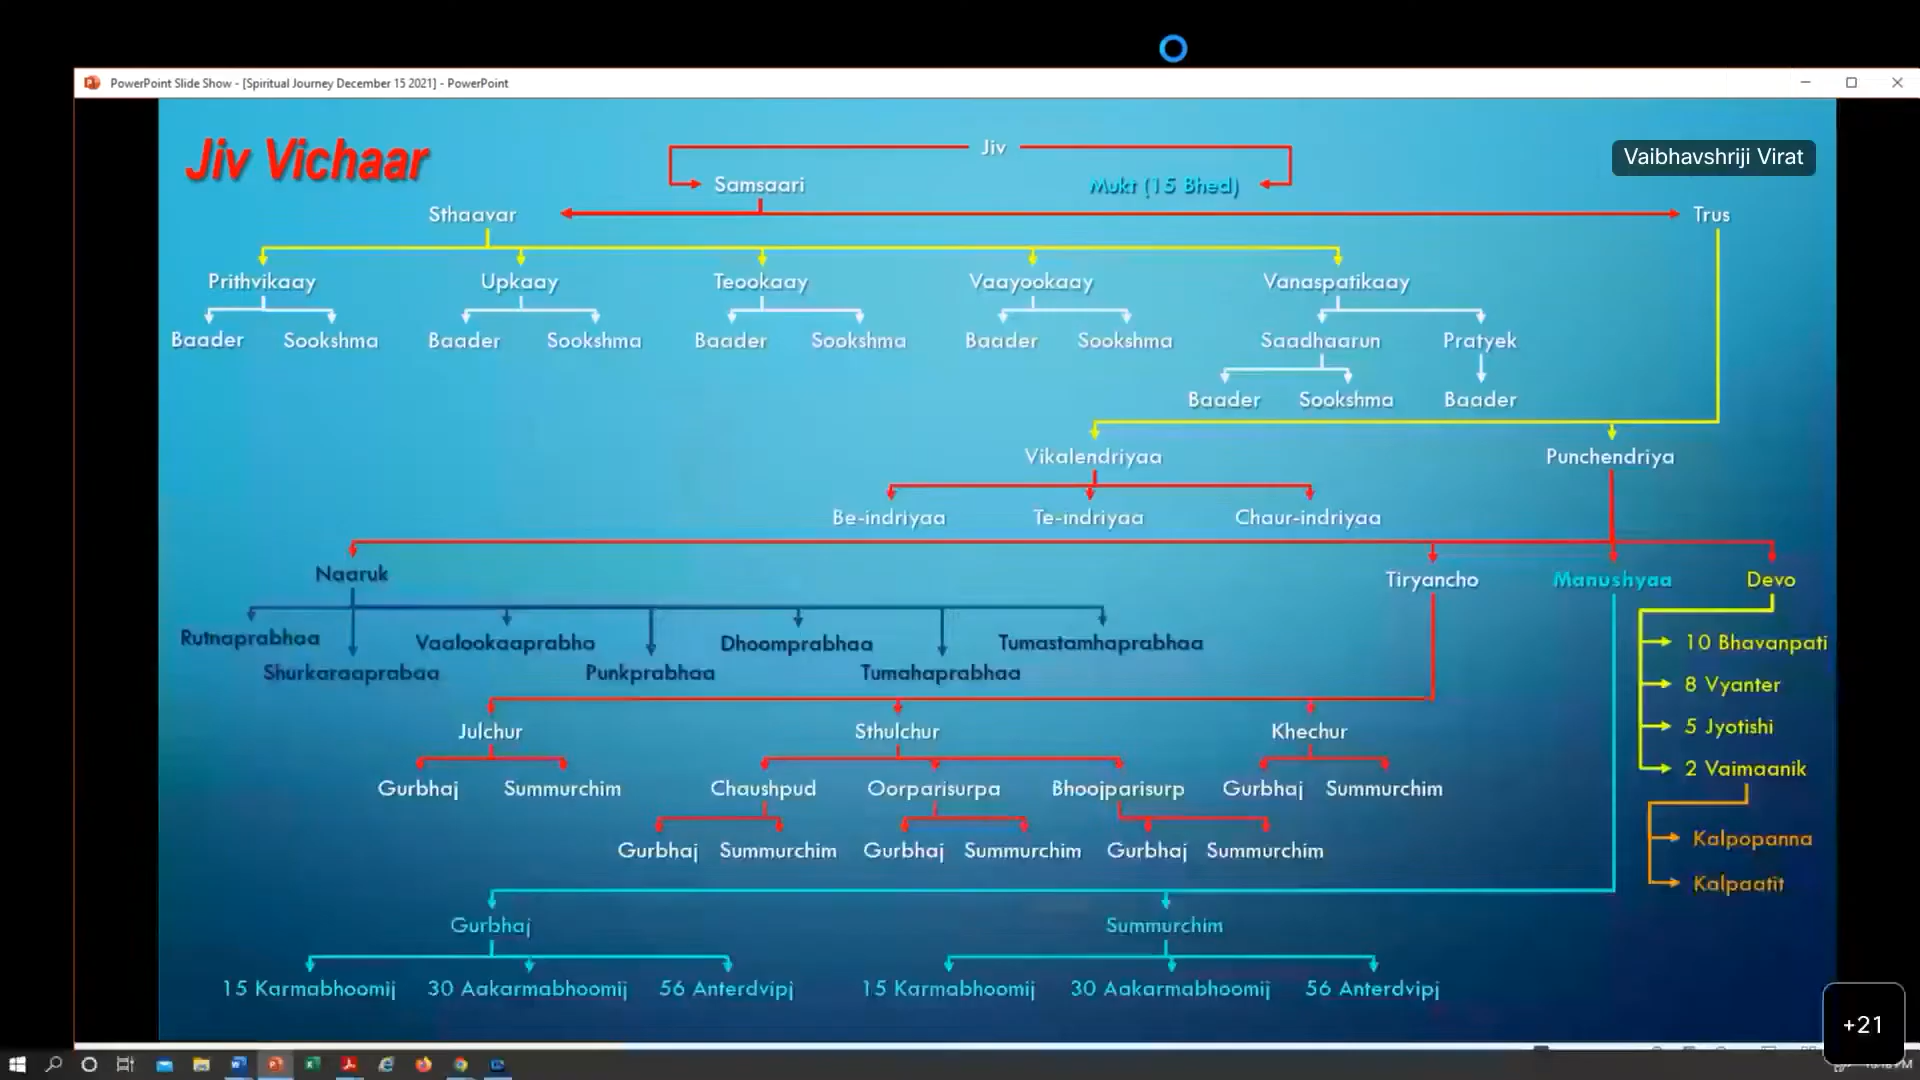 PowerPoint Slide Show - [Spiritual Journey December 15 2021] - PowerPoint
Jiv Vichaar
Jiv
Vaibhavshriji Virat
Samsaari Mukt (15 Bhed)
Sthaavar Trus
Prithvikaay Upkaay Teookaay Vaayookaay Vanaspatikaay
Baader Sookshma Baader Sookshma Baader Sookshma Baader Sookshma Saadhaarun Pratyek
Baader Sookshma Baader
Vikalendriyaa Punchendriya
Be-indriyaa Te-indriyaa Chaur-indriyaa
Naaruk Tiryancho Manushyaa Devo
Rutnaprabhaa Vaalookaaprabha Dhoomprabhaa Tumastamhaprabhaa 10 Bhavanpati
Shurkaraaprabaa Punkprabhaa Tumahaprabhaa 8 Vyanter
Julchur Sthulchur Khechur 5 Jyotishi
2 Vaimaanik
Gurbhaj Summurchim Chaushpud Oorparisurpa Bhoojparisurp Gurbhaj Summurchim
Kalpopanna
Gurbhaj Summurchim Gurbhaj Summurchim Gurbhaj Summurchim
Kalpaatit
Gurbhaj Summurchim
15 Karmabhoomij 30 Aakarmabhoomij 56 Anterdvipj 15 Karmabhoomij 30 Aakarmabhoomij 56 Anterdvipj
+21